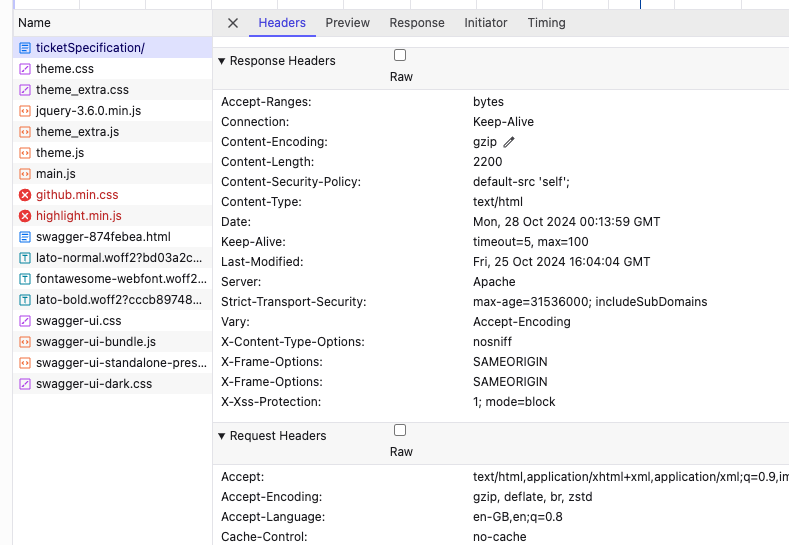 Name
ticketSpecification/
theme.css
theme_extra.css
jquery-3.6.0.min.js
theme_extra.js
theme.js
main.js
github.min.css
highlight.min.js
swagger-874febea.html
lato-normal.woff2?bd03a2c...
fontawesome-webfont.woff2...
lato-bold.woff2?cccb89748...
swagger-ui.css
swagger-ui-bundle.js
swagger-ui-standalone-pres...
swagger-ui-dark.css
Headers Preview Response Initiator Timing
Response Headers
Raw
Accept-Ranges: bytes
Connection: Keep-Alive
Content-Encoding: gzip
Content-Length: 2200
Content-Security-Policy: default-src 'self';
Content-Type: text/html
Date: Mon, 28 Oct 2024 00:13:59 GMT
Keep-Alive: timeout=5, max=100
Last-Modified: Fri, 25 Oct 2024 16:04:04 GMT
Server: Apache
Strict-Transport-Security: max-age=31536000; includeSubDomains
Vary: Accept-Encoding
X-Content-Type-Options: nosniff
X-Frame-Options: SAMEORIGIN
X-Frame-Options: SAMEORIGIN
X-Xss-Protection: 1; mode=block
Request Headers
Raw
Accept: text/html,application/xhtml+xml,application/xml;q=0.9,im
Accept-Encoding: gzip, deflate, br, zstd
Accept-Language: en-GB,en;q=0.8
Cache-Control: no-cache